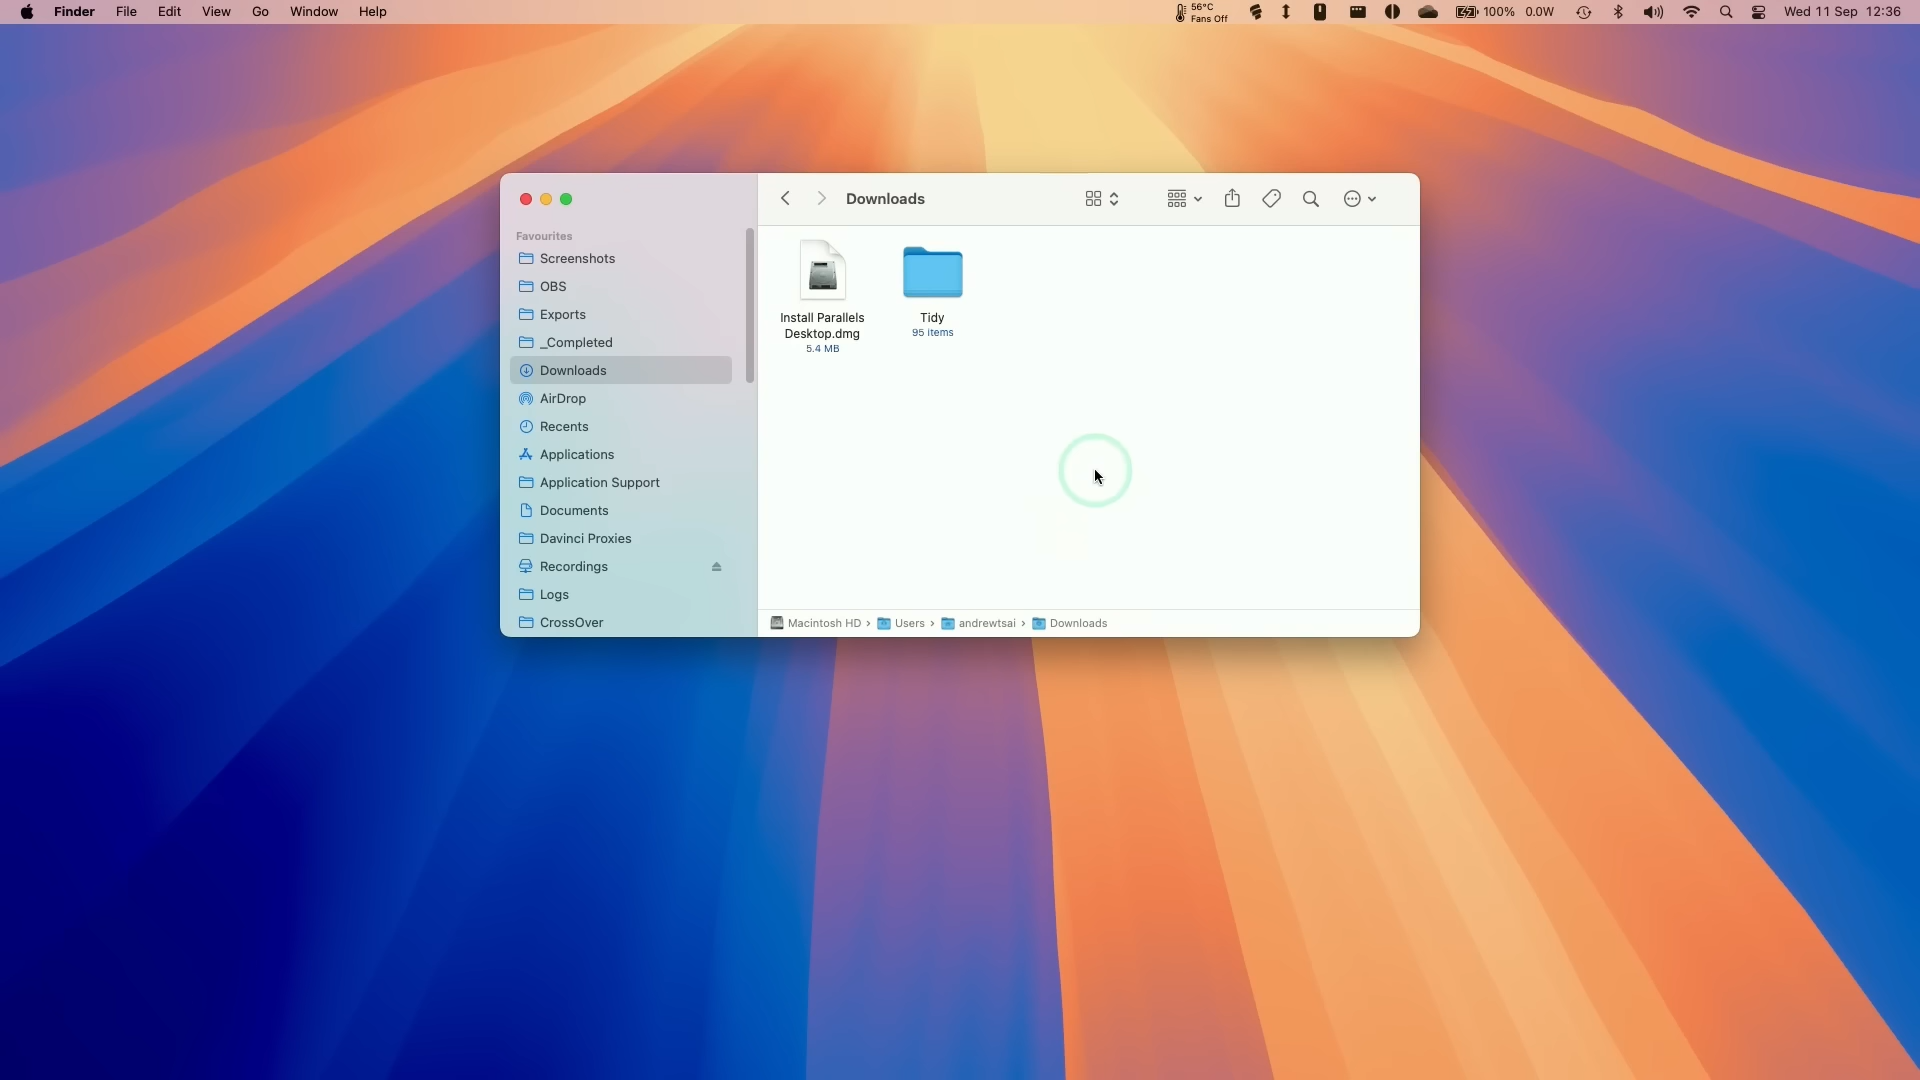 Finder File Edit View Go Window Help
56°C
Fans Off
100% 0.0W Wed 11 Sep 12:36
Downloads
Favourites
Screenshots
OBS
Exports
_Completed
Downloads
AirDrop
Recents
Applications
Application Support
Documents
Davinci Proxies
Recordings
Logs
CrossOver
Install Parallels
Desktop.dmg
5.4 MB
Tidy
95 items
Macintosh HD › Users › andrewtsai › Downloads